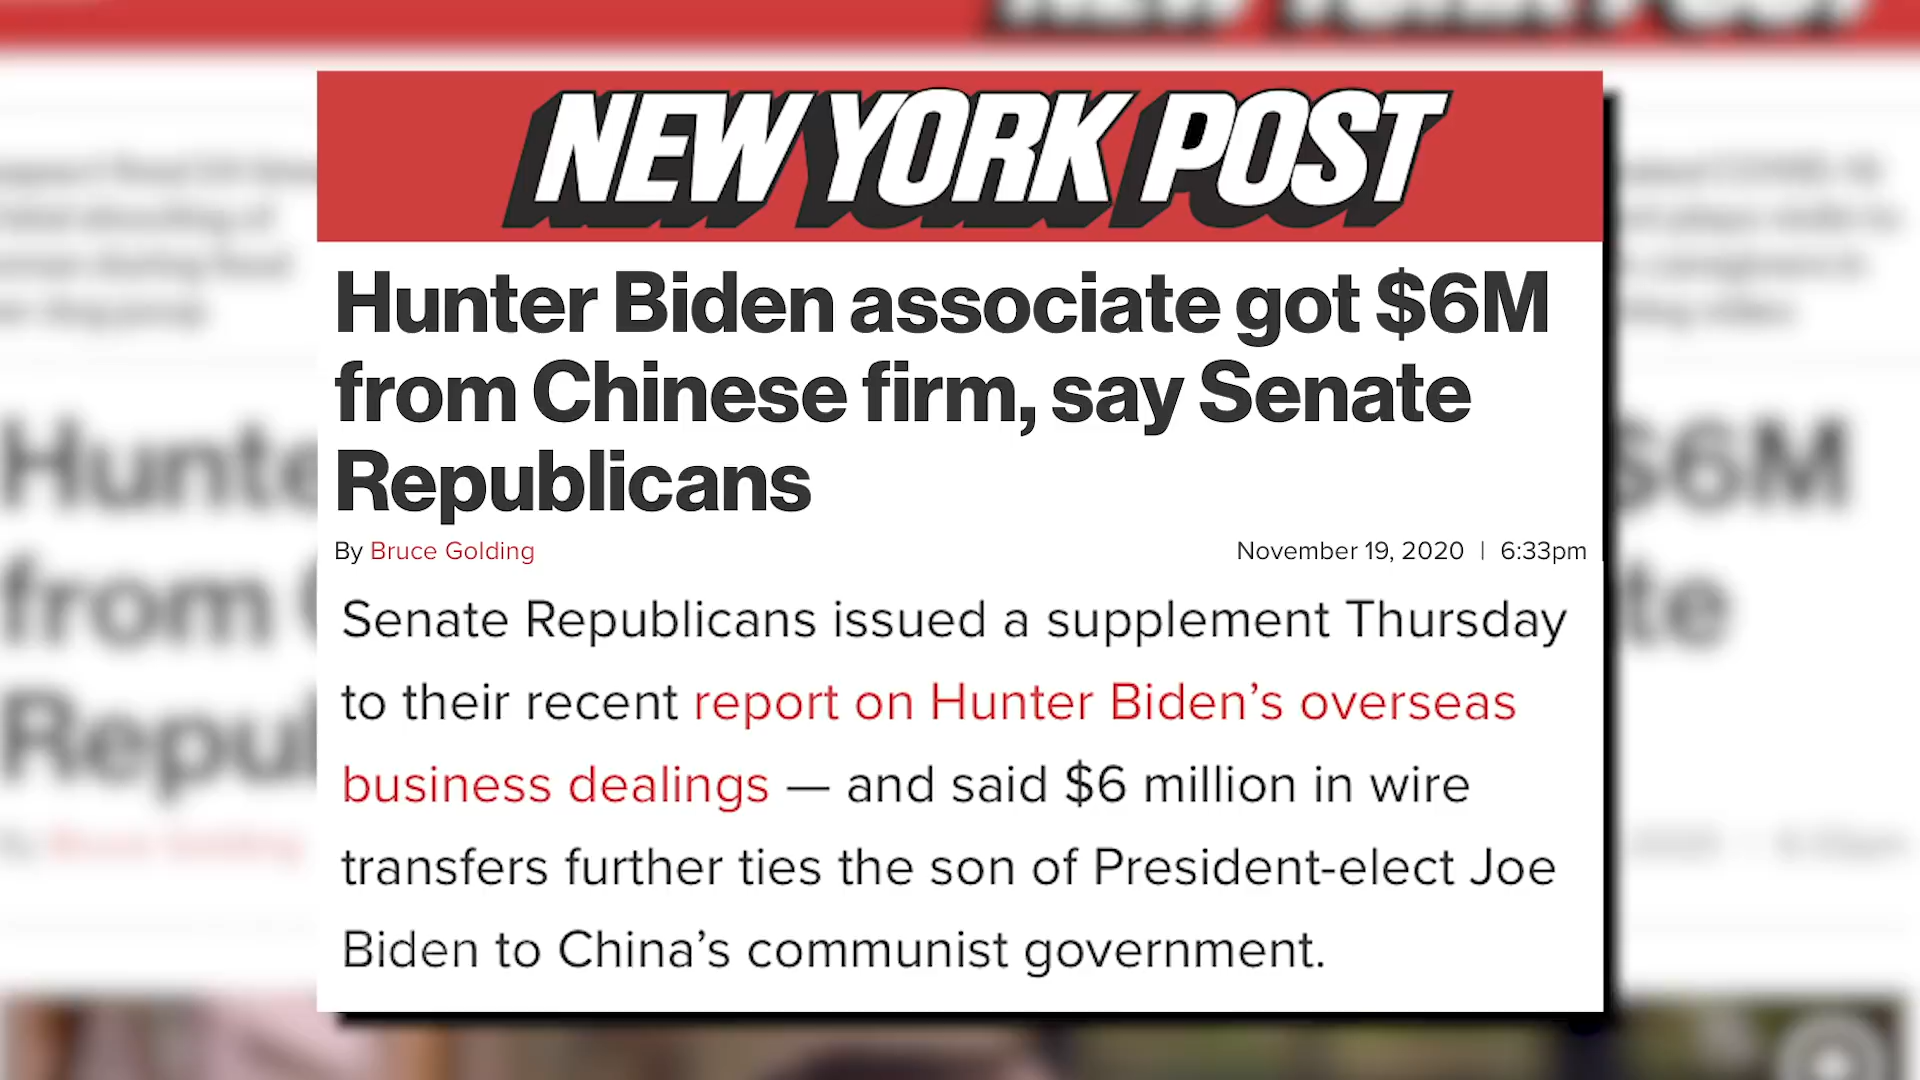 NEW YORK POST
Hunter Biden associate got $6M
from Chinese firm, say Senate
Republicans
By Bruce Golding
November 19, 2020 | 6:33pm
Senate Republicans issued a supplement Thursday
to their recent report on Hunter Biden’s overseas
business dealings — and said $6 million in wire
transfers further ties the son of President-elect Joe
Biden to China’s communist government.